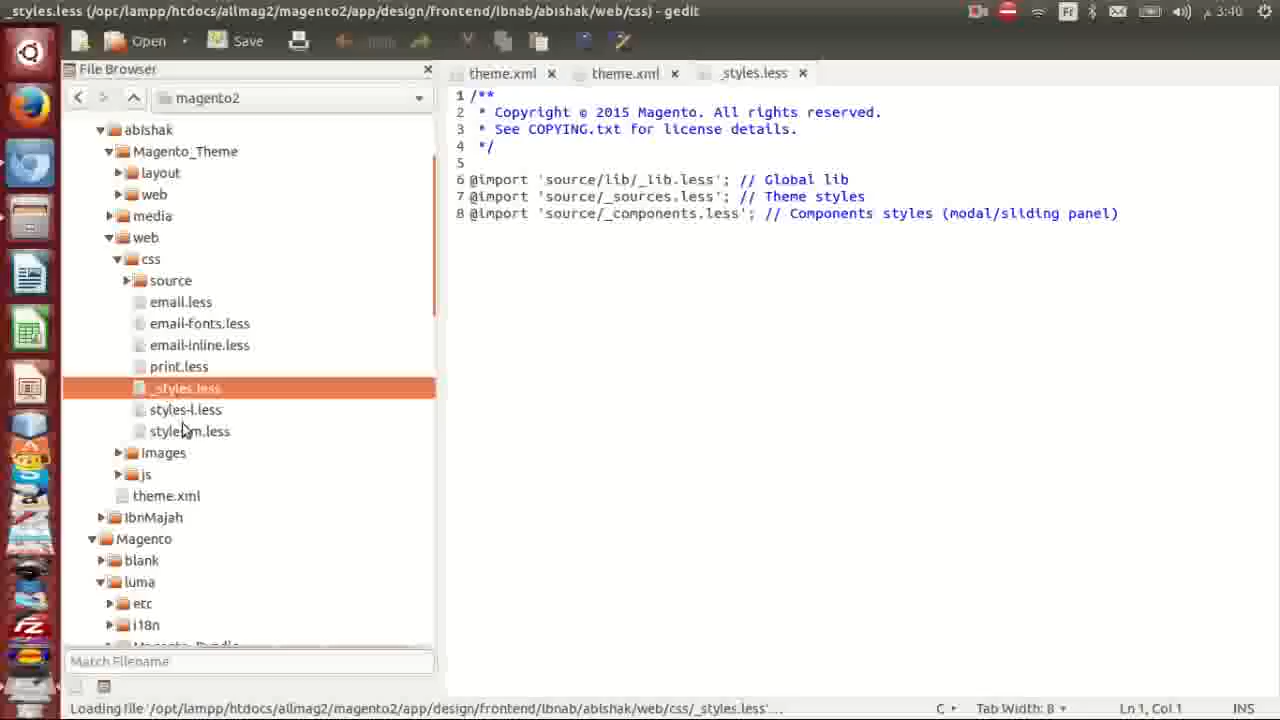 _styles.less (/opt/lampp/htdocs/allmag2/magento2/app/design/frontend/Ibnab/abishak/web/css) - gedit
Fi
3:40
Open
Save
File Browser
theme.xml
theme.xml
_styles.less
magento2
abishak
Magento_Theme
layout
web
media
web
css
source
email.less
email-fonts.less
email-inline.less
print.less
_styles.less
styles-l.less
styles-m.less
images
js
theme.xml
IbnMajah
Magento
blank
luma
etc
i18n
Magento_Bundle
Match Filename
1 /**
2 * Copyright © 2015 Magento. All rights reserved.
3 * See COPYING.txt for license details.
4 */
5
6 @import 'source/lib/_lib.less'; // Global lib
7 @import 'source/_sources.less'; // Theme styles
8 @import 'source/_components.less'; // Components styles (modal/sliding panel)
Loading file '/opt/lampp/htdocs/allmag2/magento2/app/design/frontend/Ibnab/abishak/web/css/_styles.less'...
C
Tab Width: 8
Ln 1, Col 1
INS